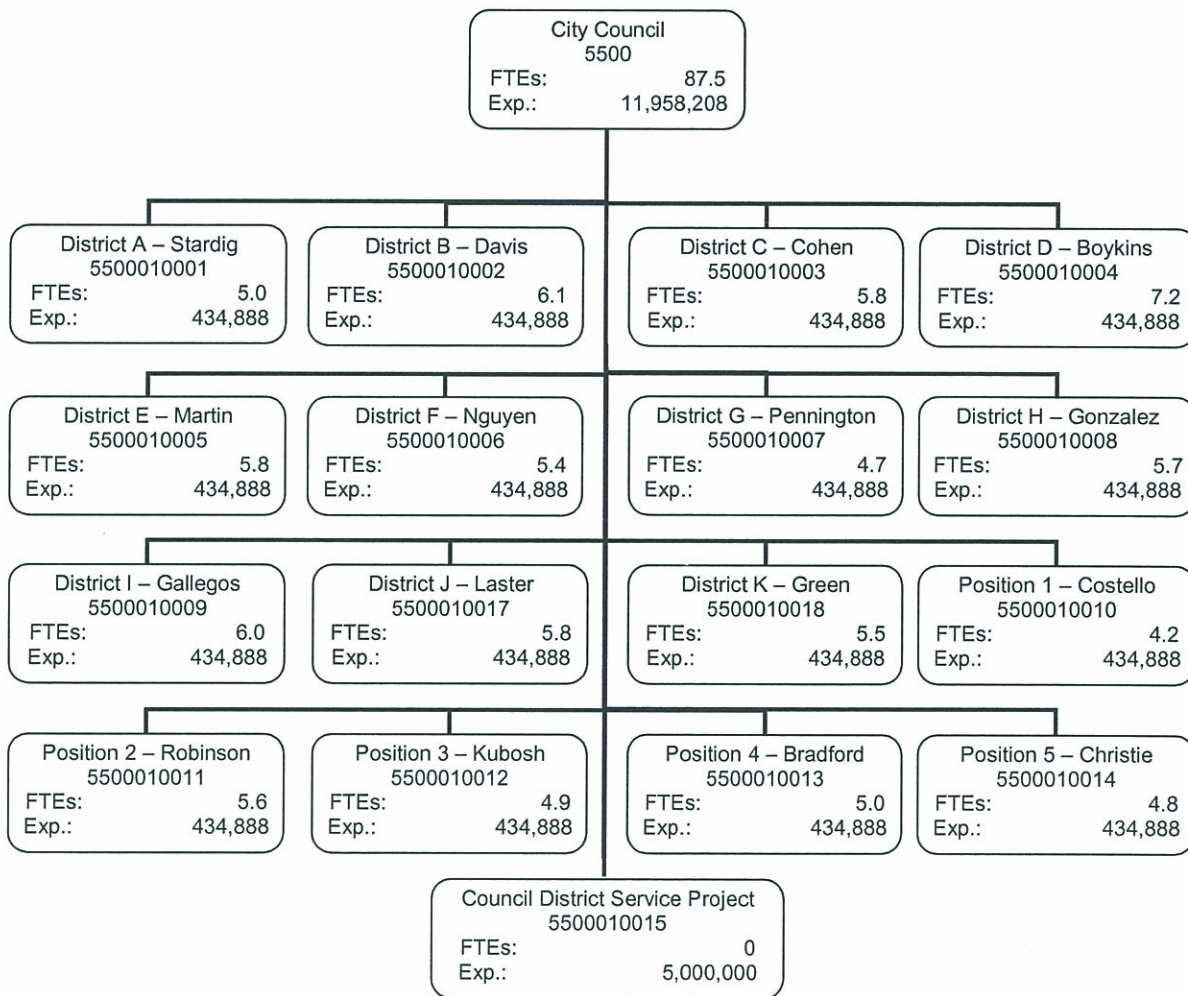 City Council
5500
FTEs: 87.5
Exp.: 11,958,208
District A – Stardig
5500010001
FTEs: 5.0
Exp.: 434,888
District B – Davis
5500010002
FTEs: 6.1
Exp.: 434,888
District C – Cohen
5500010003
FTEs: 5.8
Exp.: 434,888
District D – Boykins
5500010004
FTEs: 7.2
Exp.: 434,888
District E – Martin
5500010005
FTEs: 5.8
Exp.: 434,888
District F – Nguyen
5500010006
FTEs: 5.4
Exp.: 434,888
District G – Pennington
5500010007
FTEs: 4.7
Exp.: 434,888
District H – Gonzalez
5500010008
FTEs: 5.7
Exp.: 434,888
District I – Gallegos
5500010009
FTEs: 6.0
Exp.: 434,888
District J – Laster
5500010017
FTEs: 5.8
Exp.: 434,888
District K – Green
5500010018
FTEs: 5.5
Exp.: 434,888
Position 1 – Costello
5500010010
FTEs: 4.2
Exp.: 434,888
Position 2 – Robinson
5500010011
FTEs: 5.6
Exp.: 434,888
Position 3 – Kubosh
5500010012
FTEs: 4.9
Exp.: 434,888
Position 4 – Bradford
5500010013
FTEs: 5.0
Exp.: 434,888
Position 5 – Christie
5500010014
FTEs: 4.8
Exp.: 434,888
Council District Service Project
5500010015
FTEs: 0
Exp.: 5,000,000